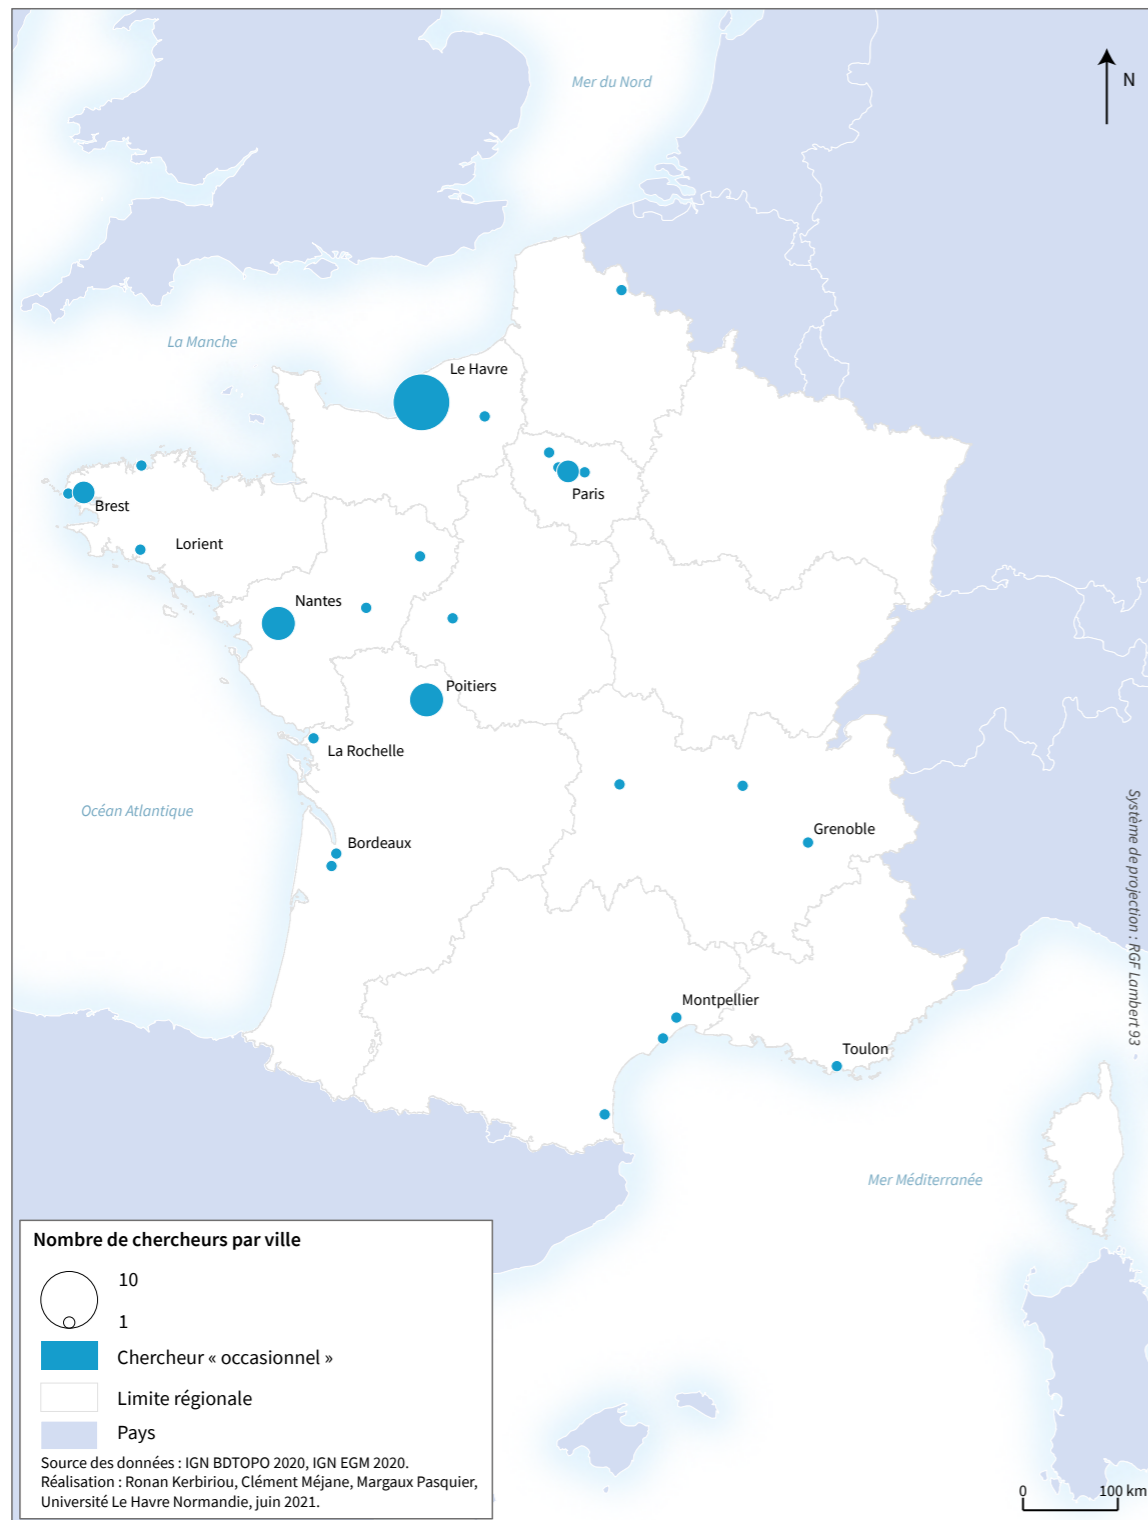 Mer du Nord
N
La Manche
Le Havre
Paris
Brest
Lorient
Nantes
Poitiers
La Rochelle
Océan Atlantique
Bordeaux
Grenoble
Système de projection : RGF Lambert 93 -
Montpellier
Toulon
Mer Méditerranée
Nombre de chercheurs par ville
10
1
Chercheur « occasionnel »
Limite régionale
Pays
Source des données : IGN BDTOPO 2020, IGN EGM 2020.
Réalisation : Ronan Kerbiriou, Clément Méjane, Margaux Pasquier,
Université Le Havre Normandie, juin 2021.
0 100 km